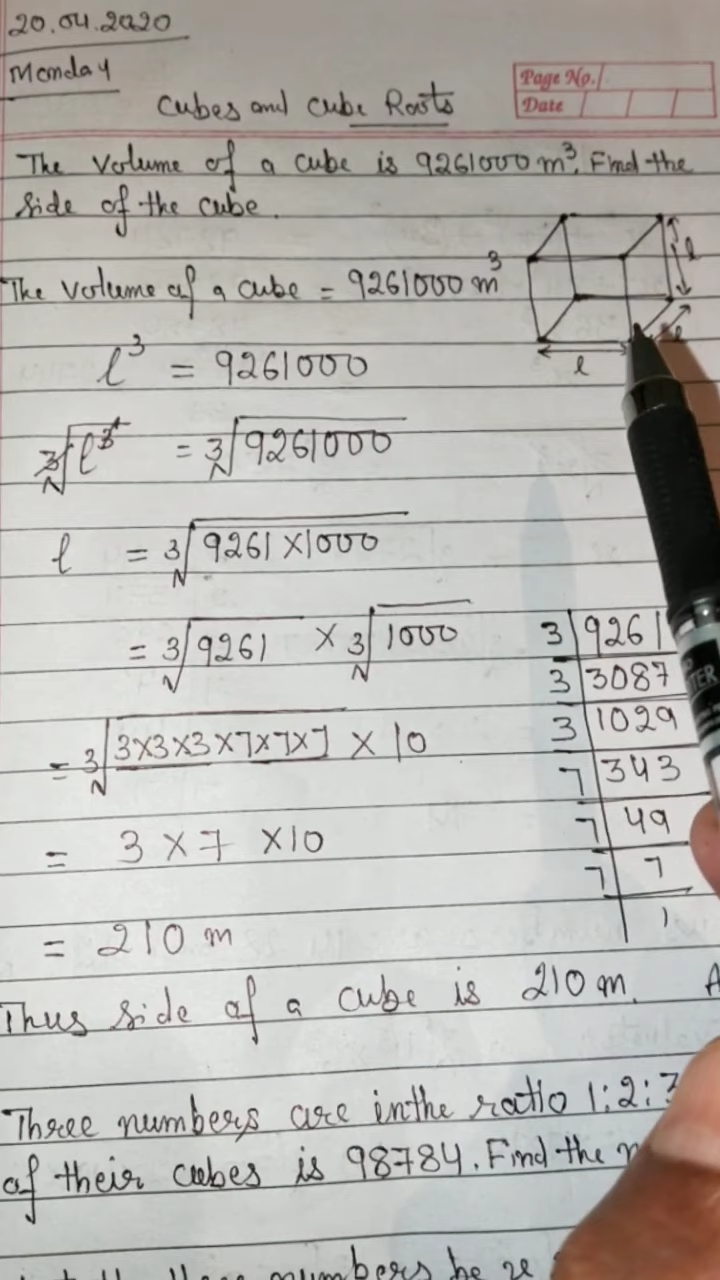 20.04.2020
Monday
Page No.
Date
Cubes and cube Roots
The Volume of a cube is 9261000 m³. Find the
side of the cube.
The volume of a cube = 9261000 m³
l³ = 9261000
∛l³ = ∛9261000
l = ∛9261×1000
= ∛9261 × ∛1000
= ∛3×3×3×7×7×7 × 10
= 3×7×10
= 210 m
l
l
l
3 9261
3 3087
3 1029
7 343
7 49
7 7
1
Thus side of a cube is 210 m.
Three numbers are in the ratio 1:2:3
of their cubes is 98784. Find the
numbers be